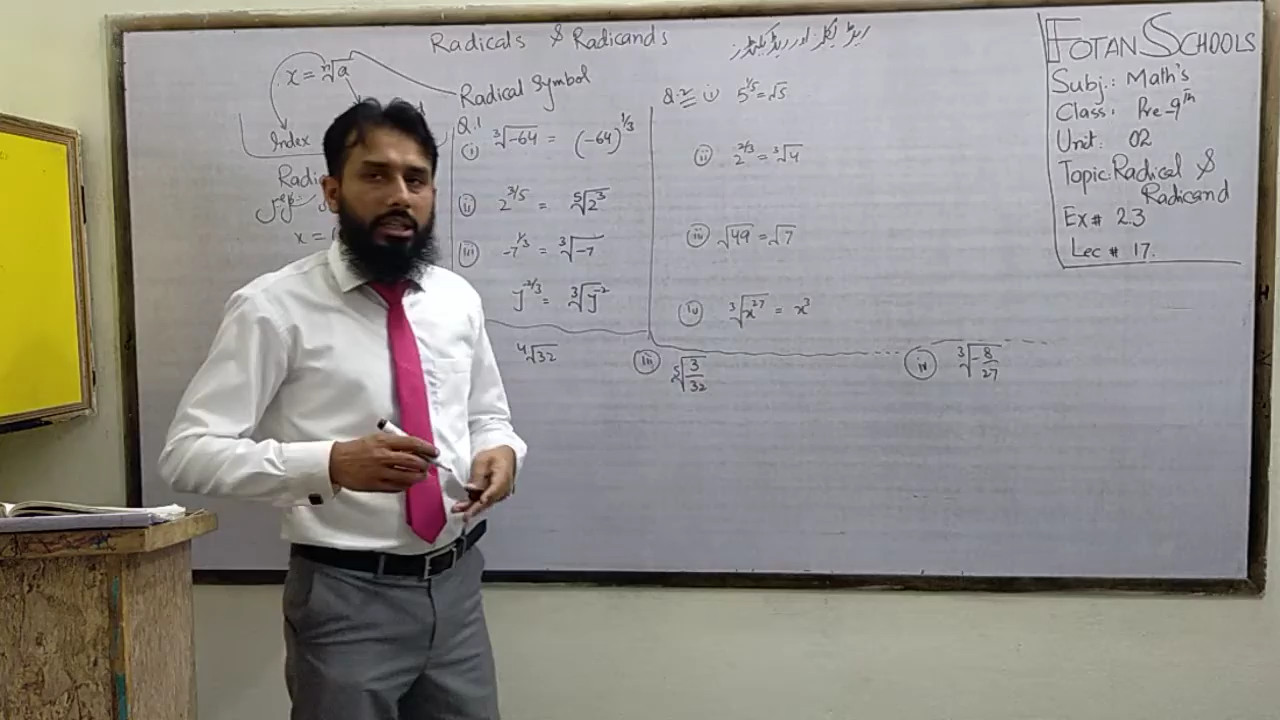 Radicals & Radicands ریڈیکلز اور ریڈیکینڈز
x = ⁿ√a
Radical Symbol
Index
Q.1
(i) ³√-64 = (-64)^1/3
(ii) 2^3/5 = ⁵√2³
(iii) -7^1/3 = ³√-7
y^-2/3 = ³√y⁻²
Q.2 (i) 5^1/5 = √5
(ii) 2^2/3 = ³√4
(iii) √49 = √7
(iv) ³√x²⁷ = x³
⁴√32
(iii) ⁵√3/32
(iv) ³√-8/27
FOTAN SCHOOLS
Subj.: Math's
Class: Pre-9th
Unit: 02
Topic: Radical &
Radicand
Ex# 2.3
Lec # 17.